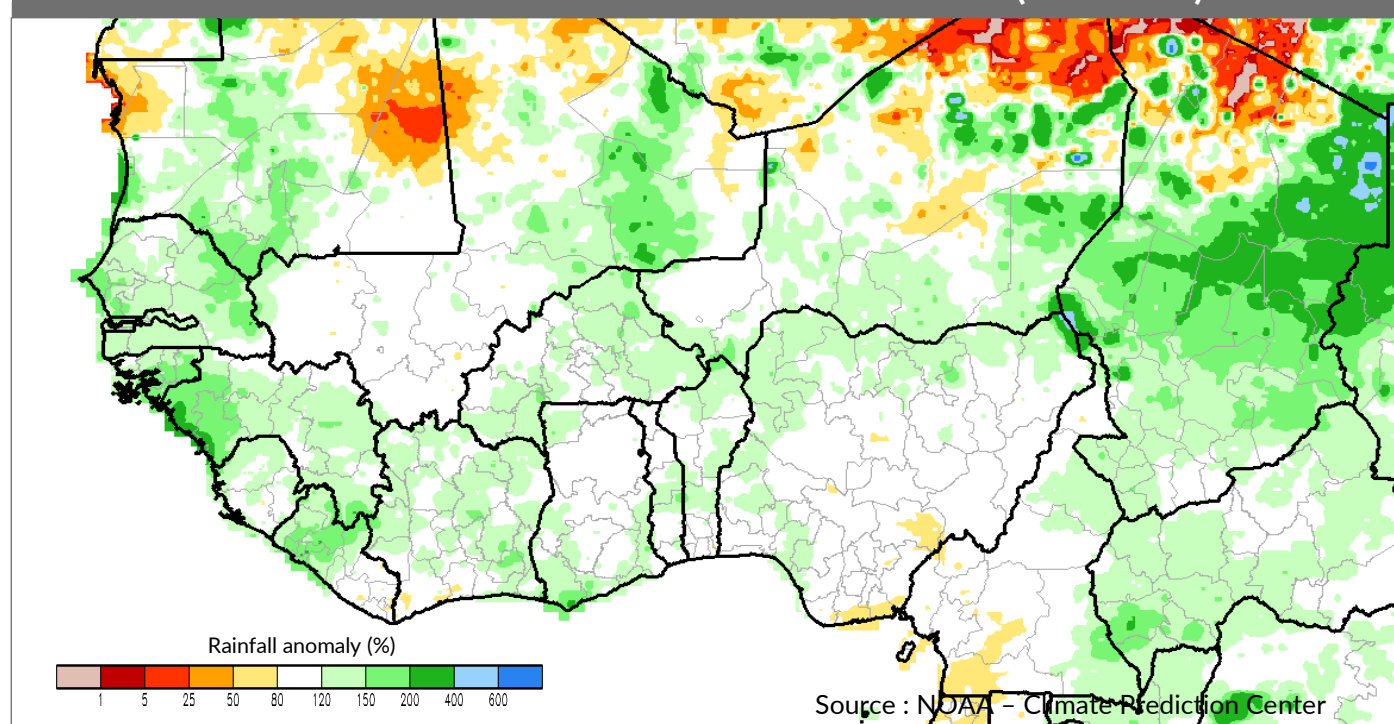 Rainfall anomaly (%)
1 5 25 50 80 120 150 200 400 600
Source : NOAA – Climate Prediction Center